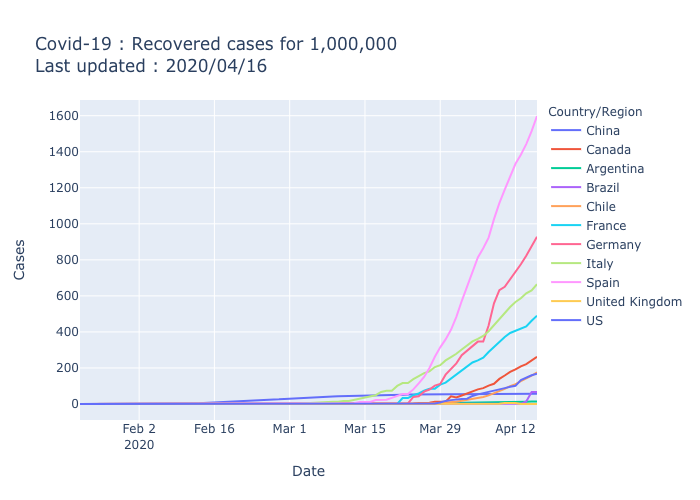 Covid-19 : Recovered cases for 1,000,000
Last updated : 2020/04/16
Country/Region
China
Canada
Argentina
Brazil
Chile
France
Germany
Italy
Spain
United Kingdom
US
1600
1400
1200
1000
800
600
400
200
0
Cases
Feb 2
2020
Feb 16
Mar 1
Mar 15
Mar 29
Apr 12
Date